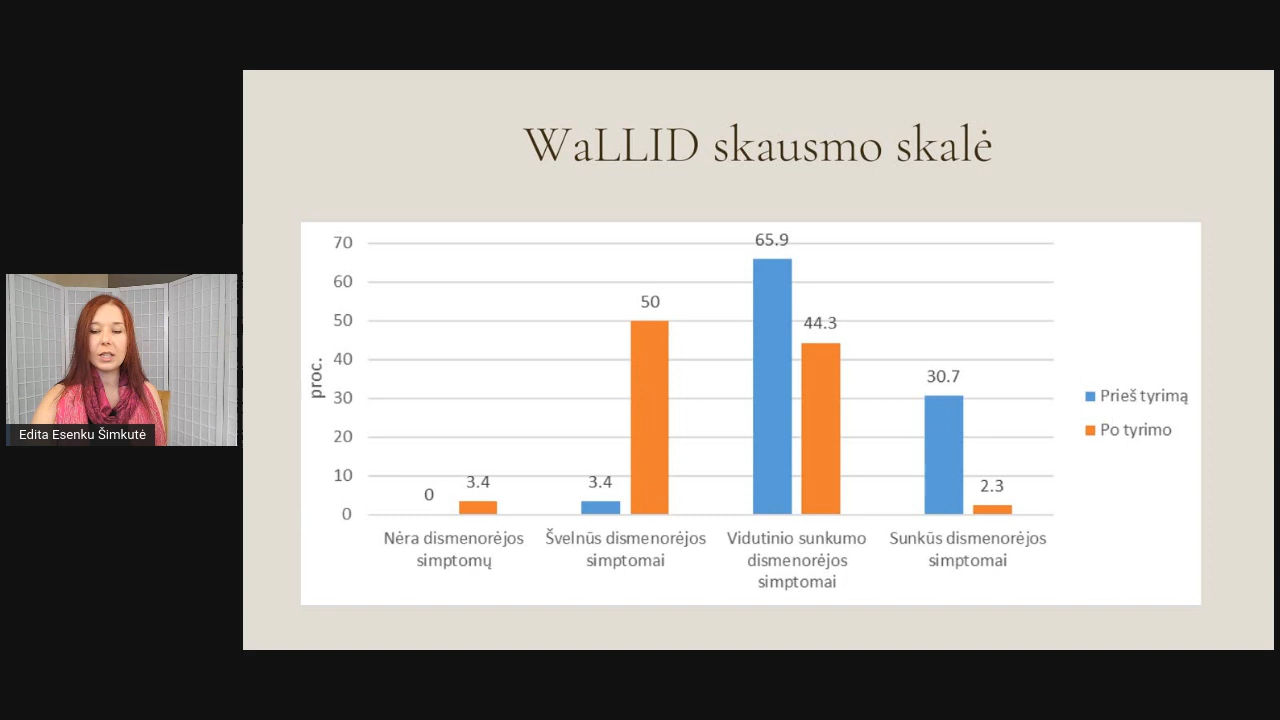 WaLLID skausmo skalė
70
60
50
40
30
20
10
0
proc.
0
3.4
3.4
50
65.9
44.3
30.7
2.3
Nėra dismenorėjos
simptomų
Švelnūs dismenorėjos
simptomai
Vidutinio sunkumo
dismenorėjos
simptomai
Sunkūs dismenorėjos
simptomai
Prieš tyrimą
Po tyrimo
Edita Esenku Šimkutė